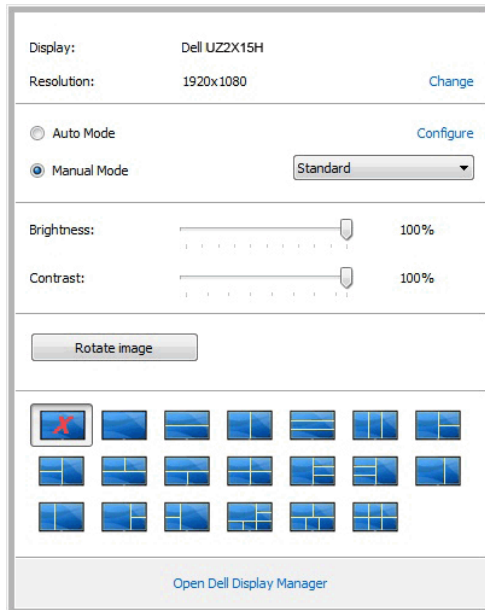 Display: Dell UZ2X15H
Resolution: 1920x1080 Change
Auto Mode Configure
Manual Mode Standard
Brightness: 100%
Contrast: 100%
Rotate image
X
Open Dell Display Manager